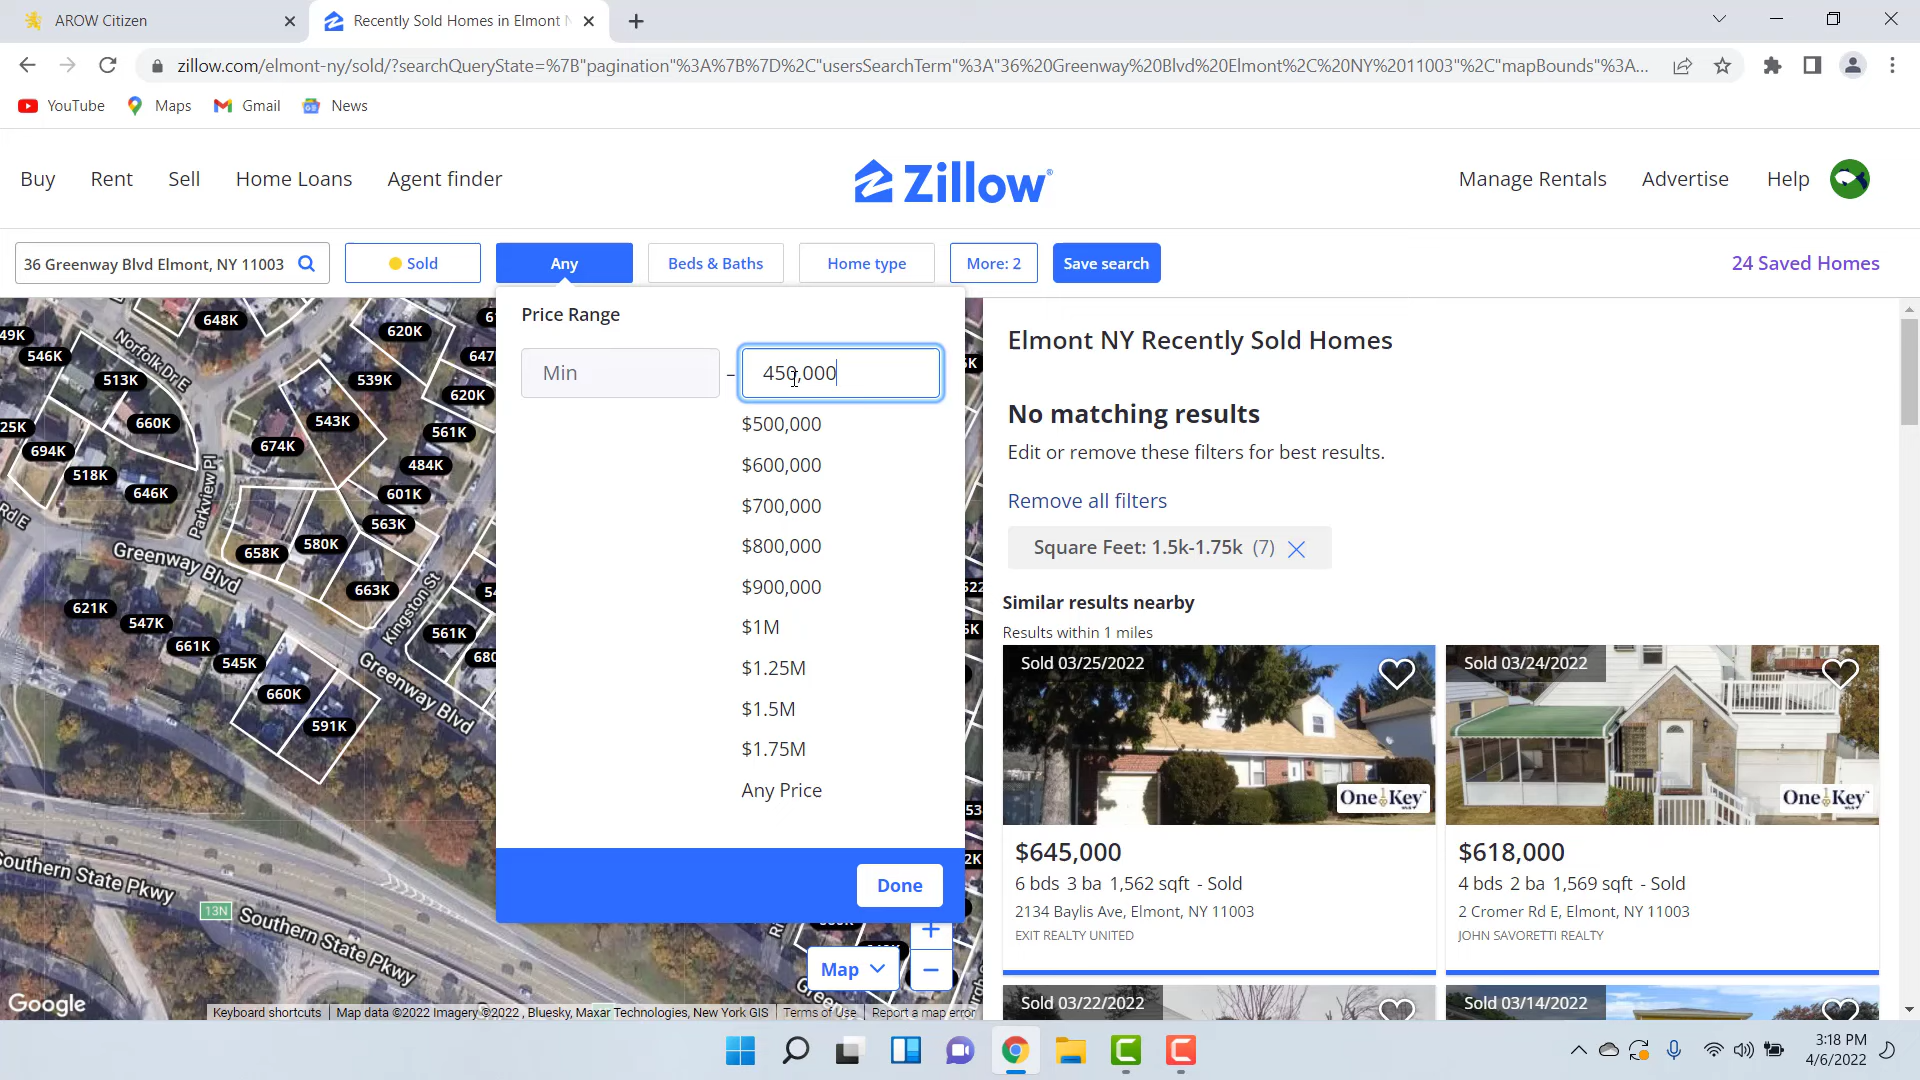 AROW Citizen
Recently Sold Homes in Elmont N
zillow.com/elmont-ny/sold/?searchQueryState=%7B"pagination"%3A%7B%7D%2C"usersSearchTerm"%3A"36%20Greenway%20Blvd%20Elmont%2C%20NY%2011003"%2C"mapBounds"%3A...
YouTube
Maps
Gmail
News
Buy
Rent
Sell
Home Loans
Agent finder
Zillow
Manage Rentals
Advertise
Help
36 Greenway Blvd Elmont, NY 11003
Sold
Any
Beds & Baths
Home type
More: 2
Save search
24 Saved Homes
Price Range
Min
–
450,000
$500,000
$600,000
$700,000
$800,000
$900,000
$1M
$1.25M
$1.5M
$1.75M
Any Price
Done
648K
49K
546K
620K
647
513K
539K
620K
660K
543K
561K
25K
694K
674K
484K
518K
646K
601K
563K
580K
658K
663K
621K
547K
561K
661K
545K
680
660K
591K
Norfolk Dr E
Parkview Pl
Rd E
Greenway Blvd
Kingston St
Greenway Blvd
Southern State Pkwy
13N
Southern State Pkwy
Map
Google
Keyboard shortcuts
Map data ©2022 Imagery ©2022 , Bluesky, Maxar Technologies, New York GIS
Terms of Use
Report a map error
Elmont NY Recently Sold Homes
No matching results
Edit or remove these filters for best results.
Remove all filters
Square Feet: 1.5k-1.75k (7)
Similar results nearby
Results within 1 miles
Sold 03/25/2022
OneKey
$645,000
6 bds 3 ba 1,562 sqft - Sold
2134 Baylis Ave, Elmont, NY 11003
EXIT REALTY UNITED
Sold 03/24/2022
OneKey
$618,000
4 bds 2 ba 1,569 sqft - Sold
2 Cromer Rd E, Elmont, NY 11003
JOHN SAVORETTI REALTY
Sold 03/22/2022
Sold 03/14/2022
3:18 PM
4/6/2022